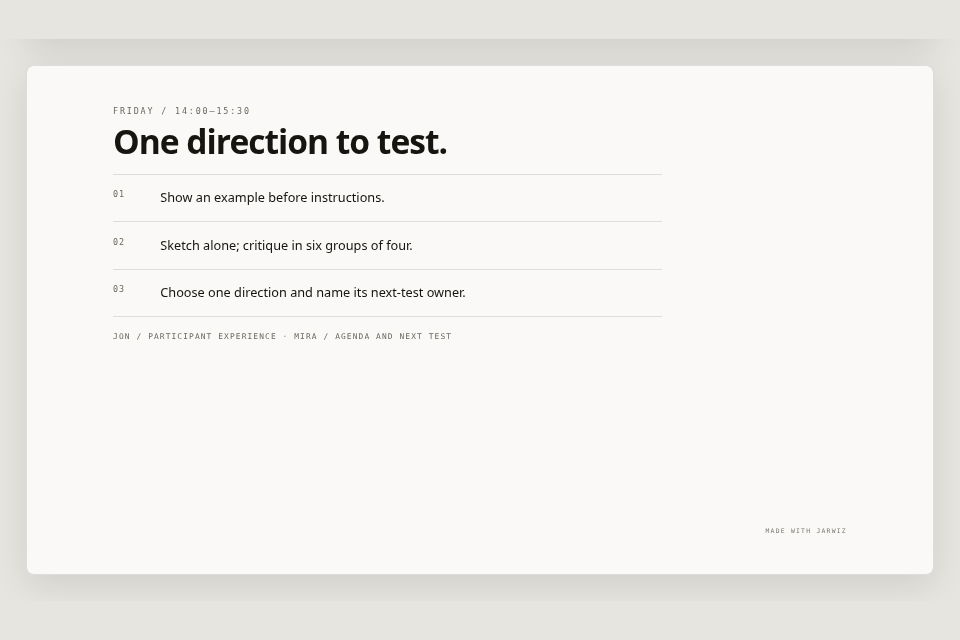 FRIDAY / 14:00–15:30
One direction to test.
01 Show an example before instructions.
02 Sketch alone; critique in six groups of four.
03 Choose one direction and name its next-test owner.
JON / PARTICIPANT EXPERIENCE · MIRA / AGENDA AND NEXT TEST
MADE WITH JARWIZ